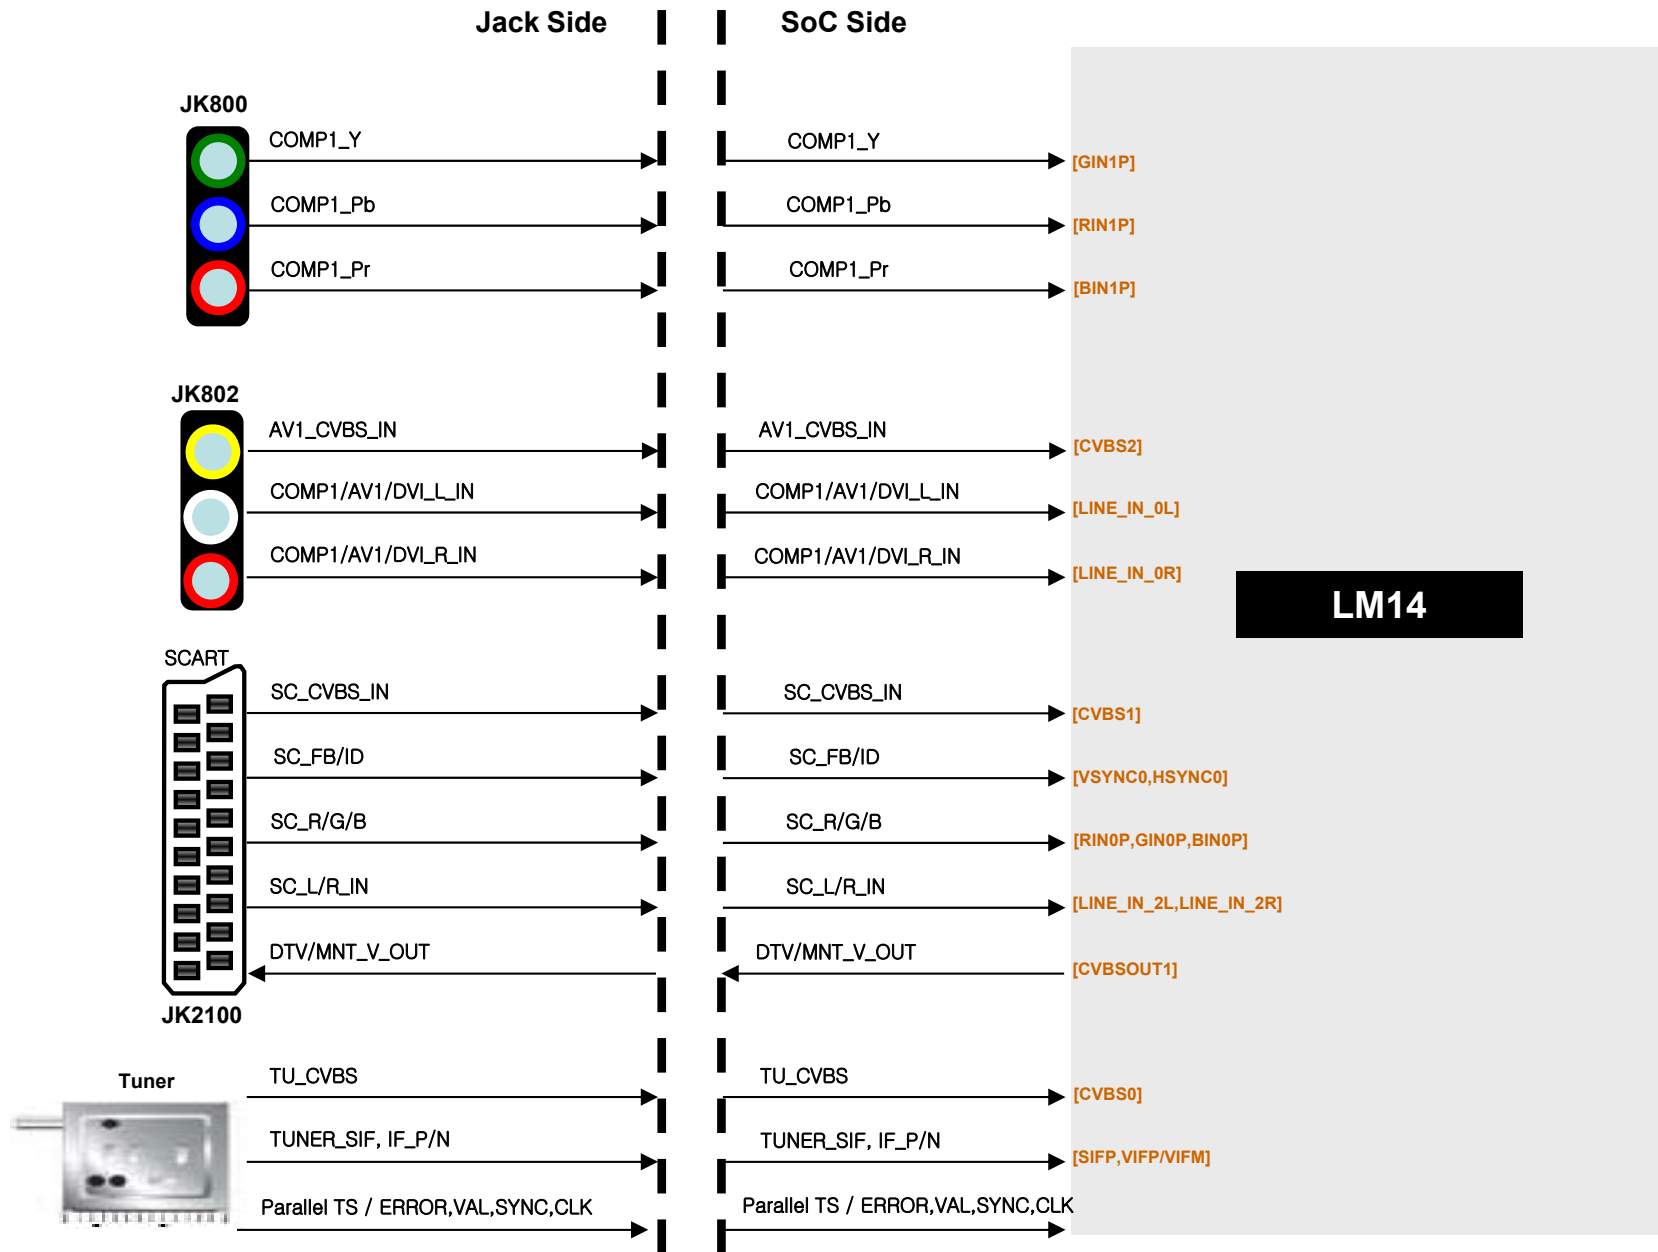 Jack Side
SoC Side
JK800
COMP1_Y
COMP1_Y
[GIN1P]
COMP1_Pb
COMP1_Pb
[RIN1P]
COMP1_Pr
COMP1_Pr
[BIN1P]
JK802
AV1_CVBS_IN
AV1_CVBS_IN
[CVBS2]
COMP1/AV1/DVI_L_IN
COMP1/AV1/DVI_L_IN
[LINE_IN_0L]
COMP1/AV1/DVI_R_IN
COMP1/AV1/DVI_R_IN
[LINE_IN_0R]
LM14
SCART
SC_CVBS_IN
SC_CVBS_IN
[CVBS1]
SC_FB/ID
SC_FB/ID
[VSYNC0,HSYNC0]
SC_R/G/B
SC_R/G/B
[RIN0P,GIN0P,BIN0P]
SC_L/R_IN
SC_L/R_IN
[LINE_IN_2L,LINE_IN_2R]
DTV/MNT_V_OUT
DTV/MNT_V_OUT
[CVBSOUT1]
JK2100
Tuner
TU_CVBS
TU_CVBS
[CVBS0]
TUNER_SIF, IF_P/N
TUNER_SIF, IF_P/N
[SIFP,VIFP/VIFM]
Parallel TS / ERROR,VAL,SYNC,CLK
Parallel TS / ERROR,VAL,SYNC,CLK